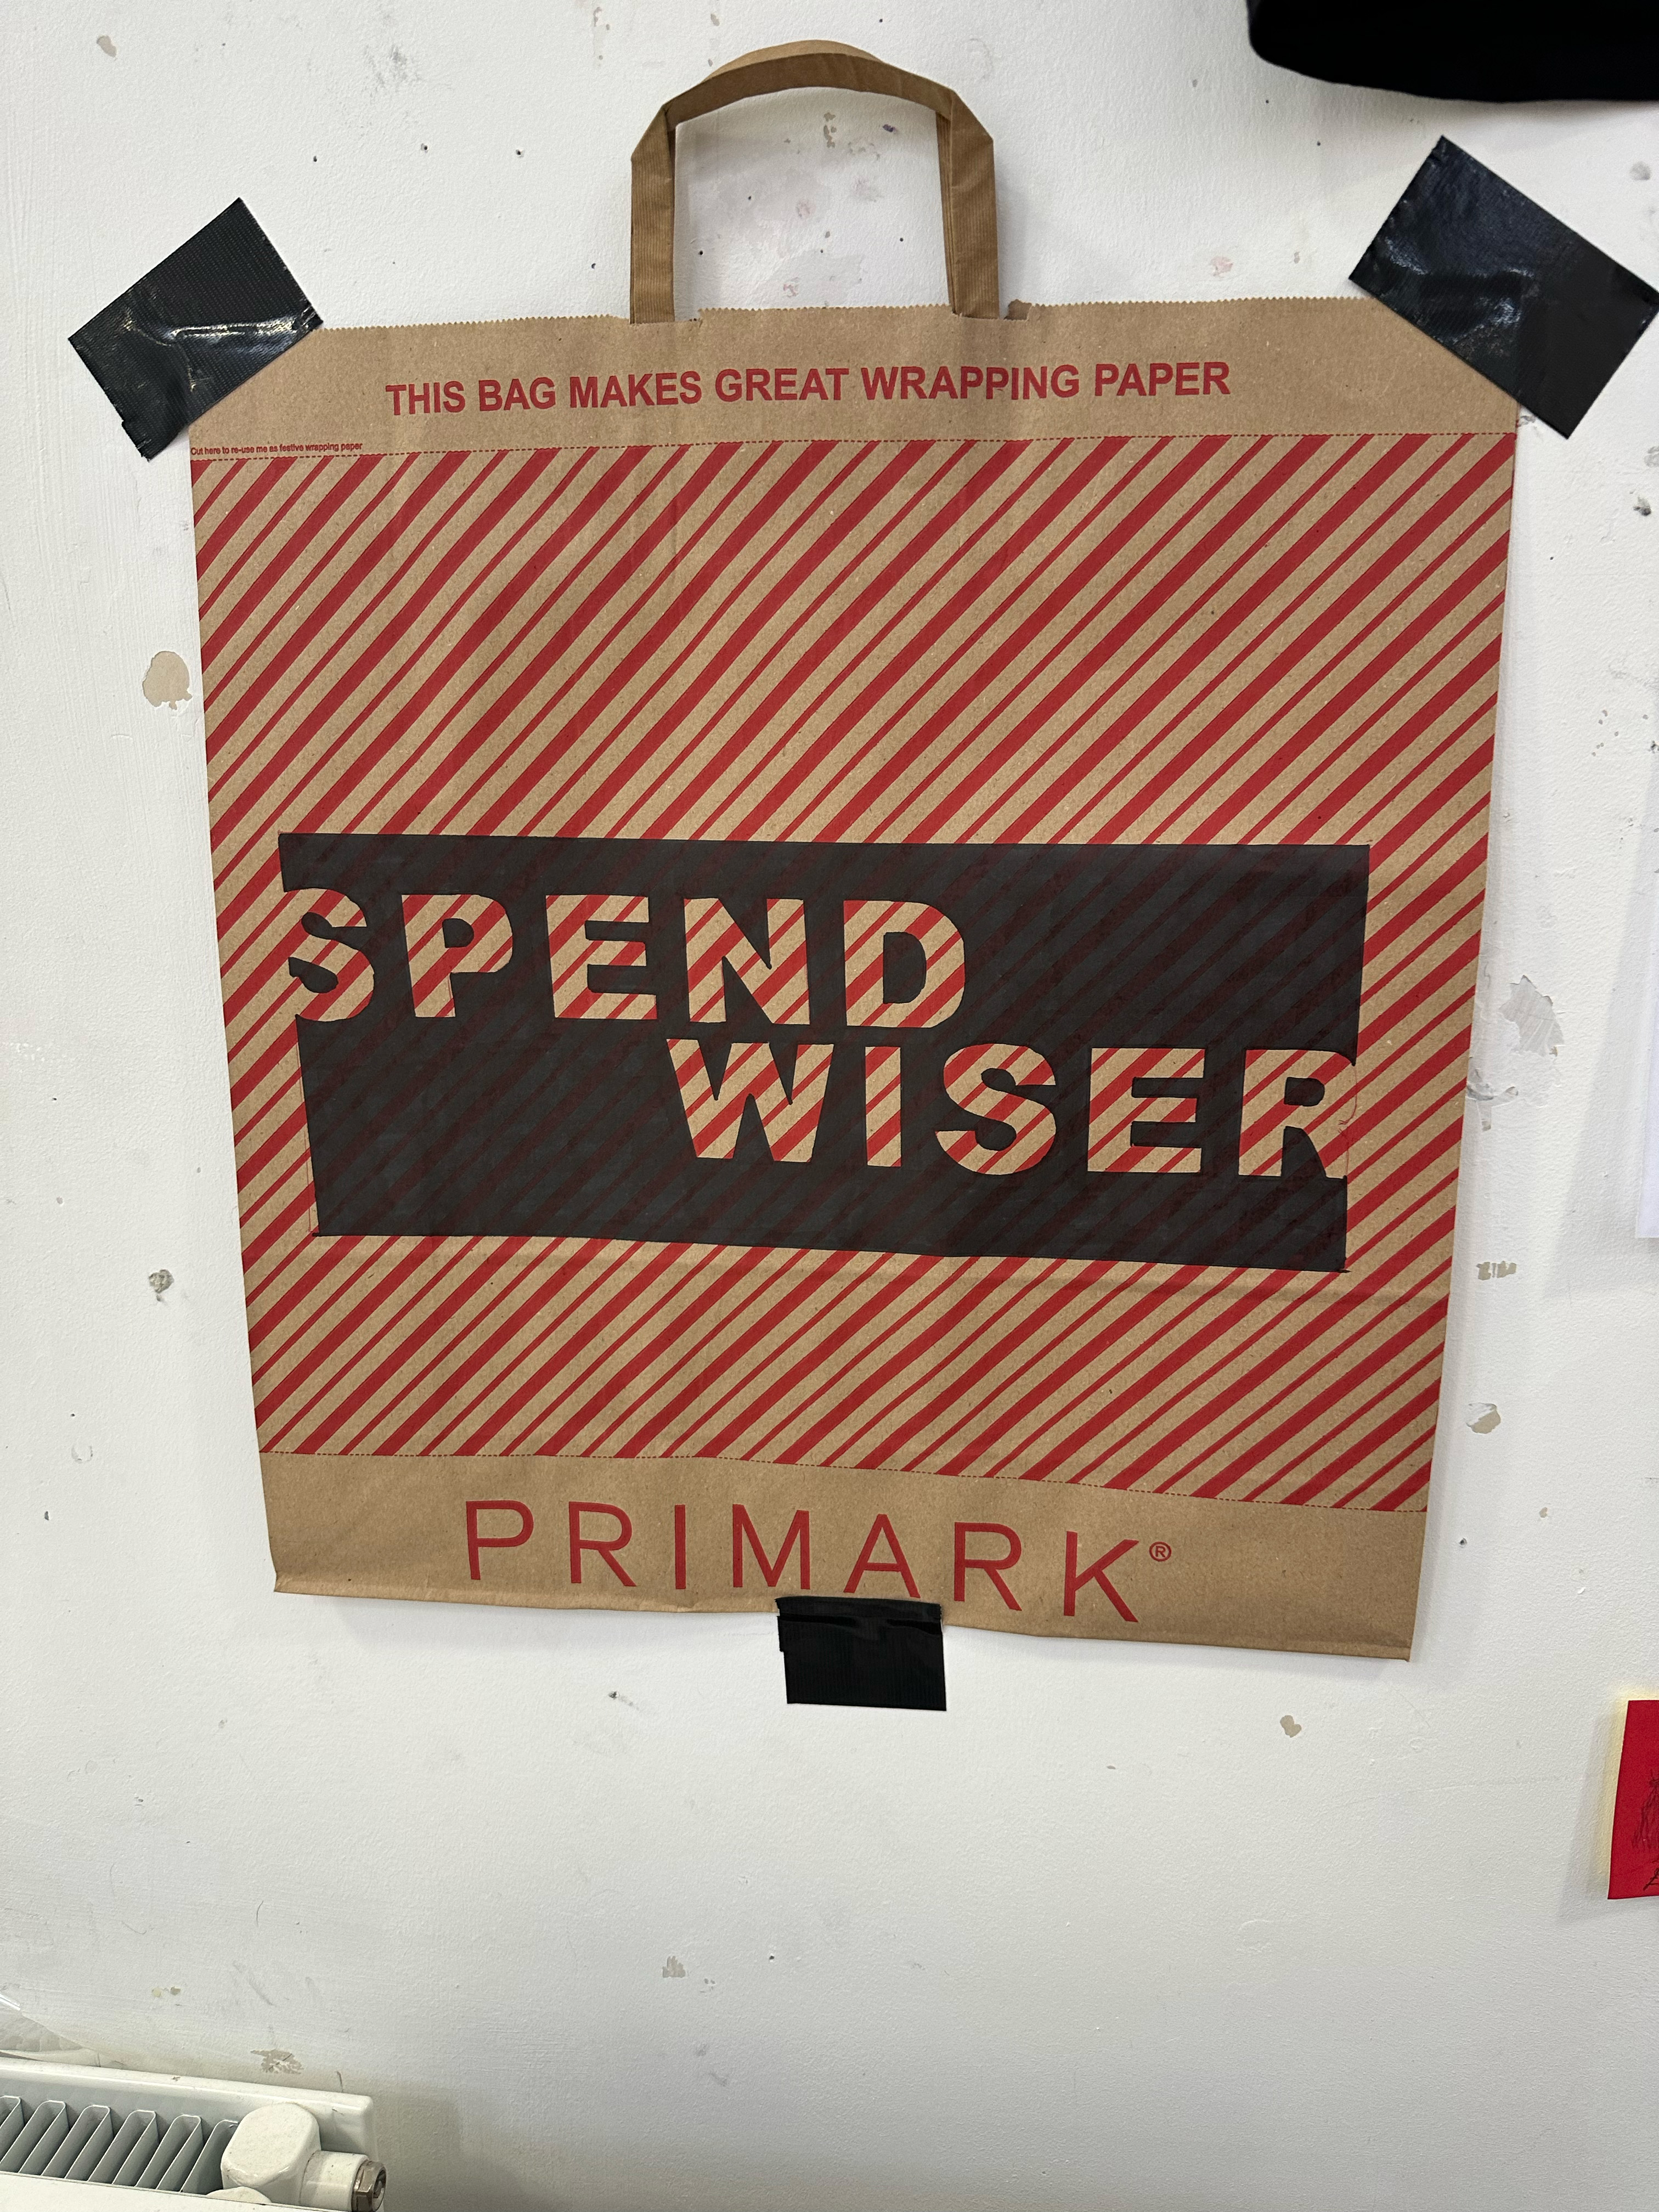 THIS BAG MAKES GREAT WRAPPING PAPER
Cut here to re-use me as festive wrapping paper
SPEND
WISER
PRIMARK®